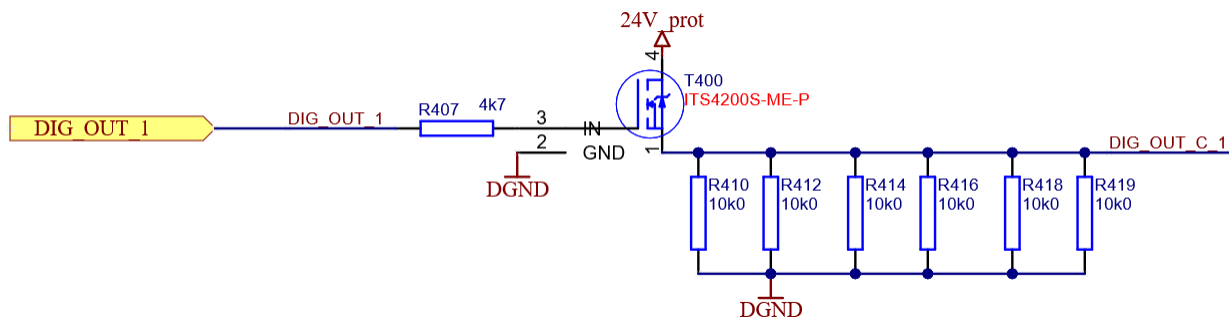 24V_prot
4
T400
ITS4200S-ME-P
R407 4k7
DIG_OUT_1
DIG_OUT_1
3 IN
2 GND
1
DIG_OUT_C_1
DGND
R410 R412 R414 R416 R418 R419
10k0 10k0 10k0 10k0 10k0 10k0
DGND